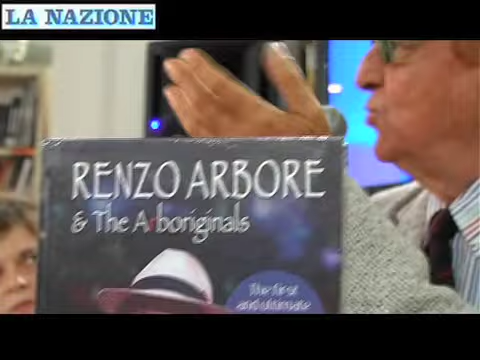 LA NAZIONE
RENZO ARBORE
& The Arboriginals
The first
and ultimate